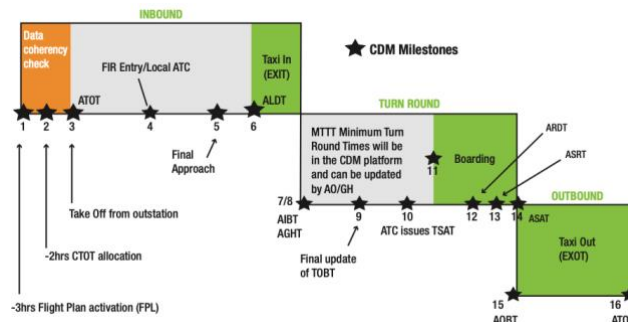 INBOUND
Data
coherency
check
Taxi In
(EXIT)
CDM Milestones
FIR Entry/Local ATC
ATOT
ALDT
1
2
3
4
5
6
TURN ROUND
Final
Approach
MTTT Minimum Turn
Round Times will be
in the CDM platform
and can be updated
by AO/GH
11
Boarding
ARDT
ASRT
Take Off from outstation
7/8
9
10
12
13
14
OUTBOUND
AIBT
AGHT
ATC issues TSAT
ASAT
Final update
of TOBT
-2hrs CTOT allocation
Taxi Out
(EXOT)
-3hrs Flight Plan activation (FPL)
15
16
AOBT